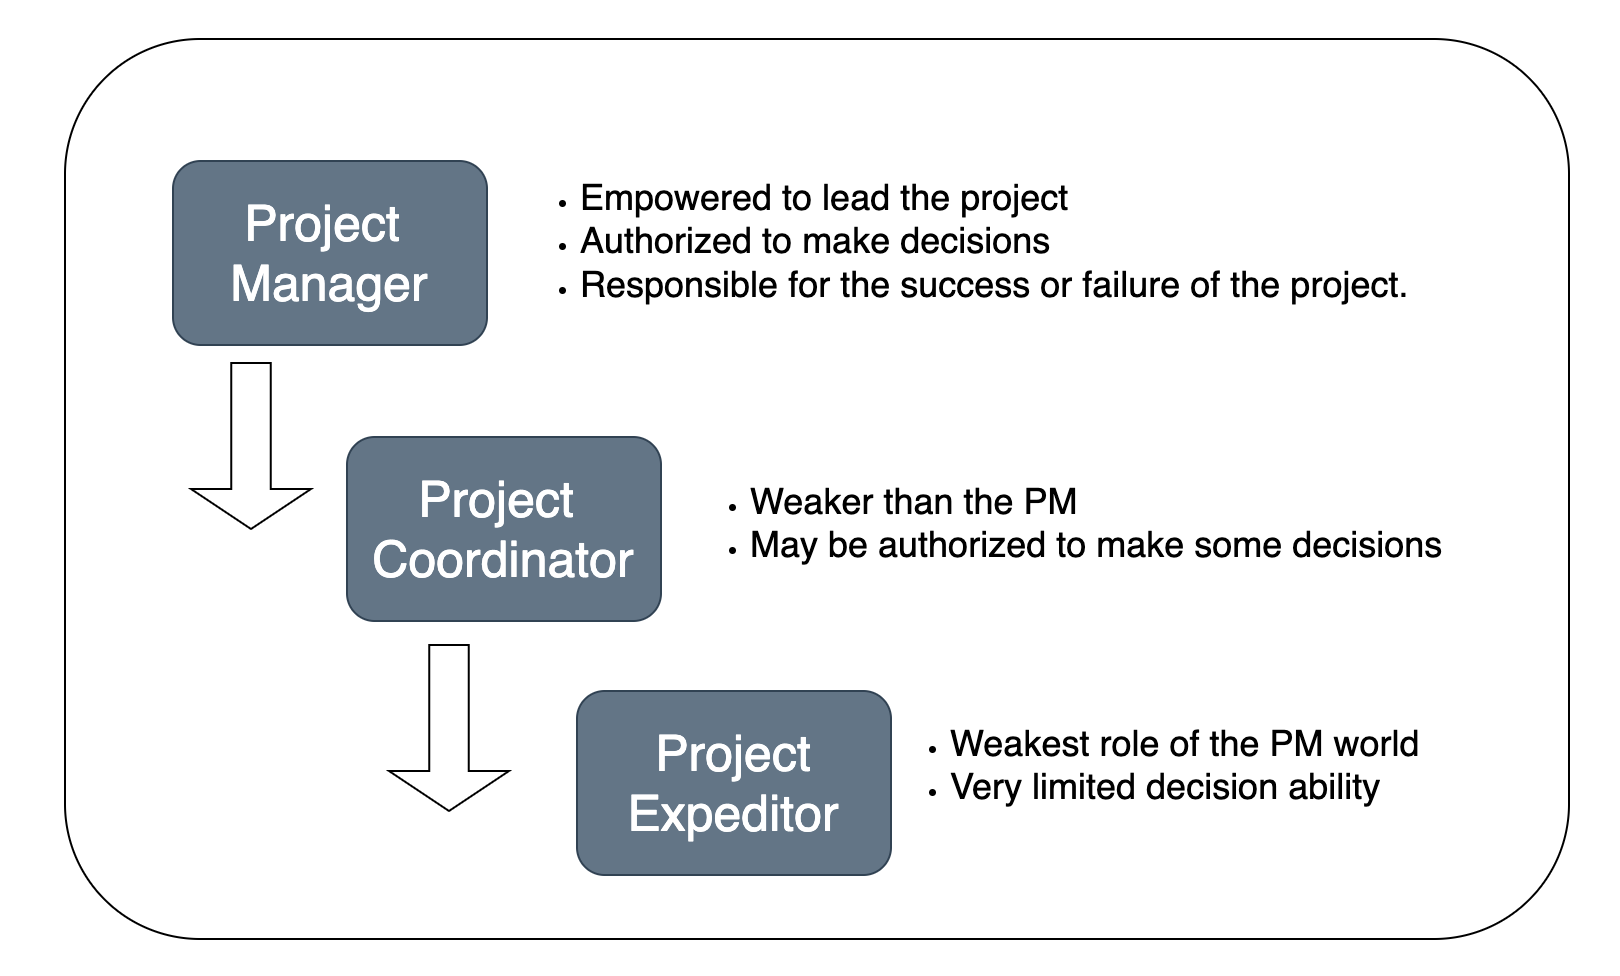 Project
Manager
• Empowered to lead the project
• Authorized to make decisions
• Responsible for the success or failure of the project.
Project
Coordinator
• Weaker than the PM
• May be authorized to make some decisions
Project
Expeditor
• Weakest role of the PM world
• Very limited decision ability